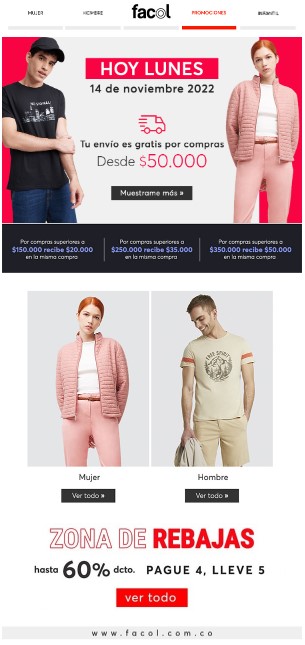 MUJER HOMBRE facol PROMOCIONES INFANTIL
HOY LUNES
14 de noviembre 2022
Tu envío es gratis por compras
Desde $50.000
Muestrame más »
Por compras superiores a
$150.000 recibe $20.000
en la misma compra
Por compras superiores a
$250.000 recibe $35.000
en la misma compra
Por compras superiores a
$350.000 recibe $50.000
en la misma compra
FREE SPIRIT
Mujer
Ver todo »
Hombre
Ver todo »
ZONA DE REBAJAS
hasta 60% dcto. PAGUE 4, LLEVE 5
ver todo
www.facol.com.co